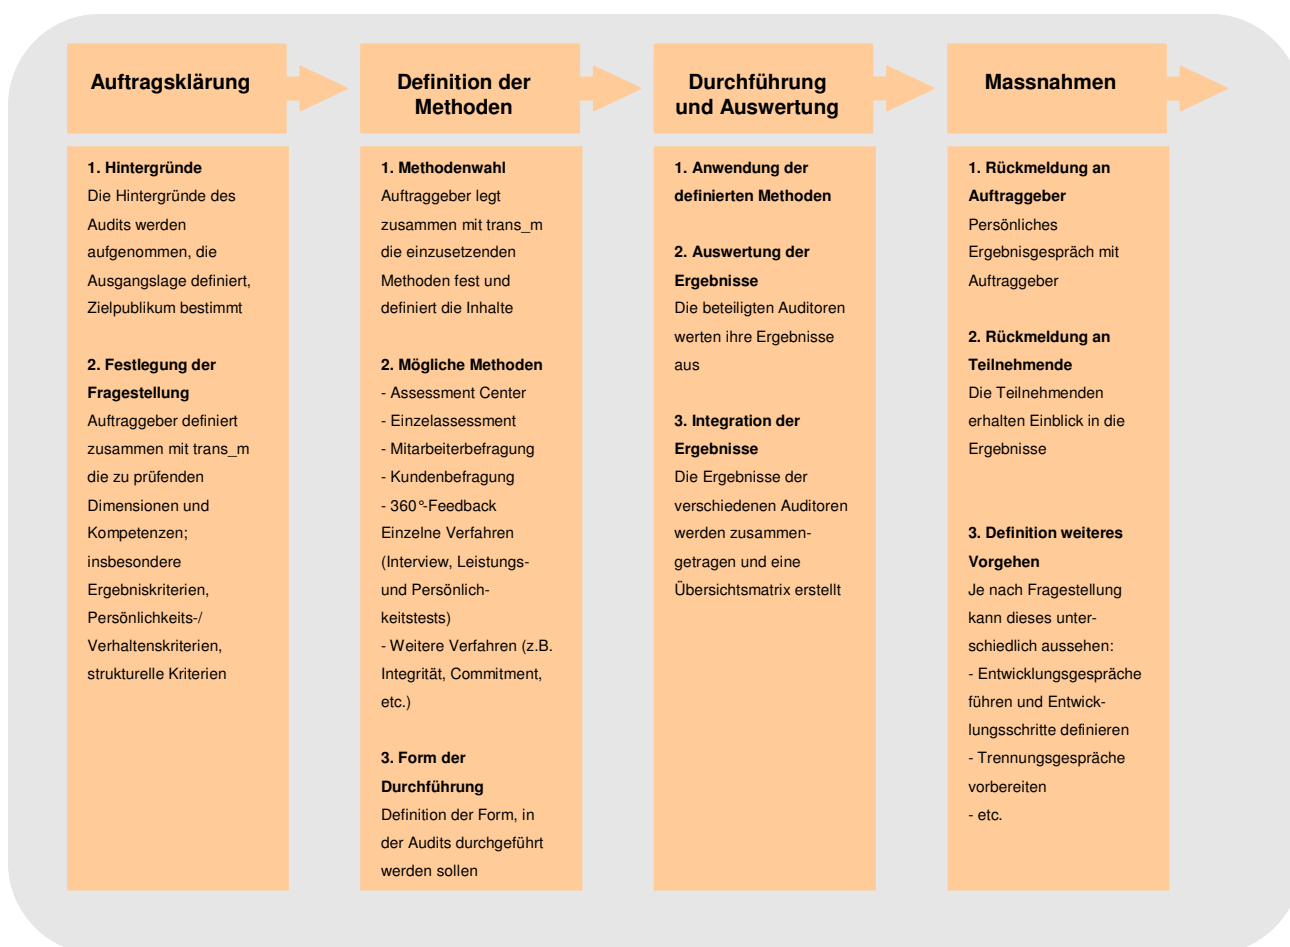 Auftragsklärung
1. Hintergründe
Die Hintergründe des
Audits werden
aufgenommen, die
Ausgangslage definiert,
Zielpublikum bestimmt
2. Festlegung der
Fragestellung
Auftraggeber definiert
zusammen mit trans_m
die zu prüfenden
Dimensionen und
Kompetenzen;
insbesondere
Ergebniskriterien,
Persönlichkeits-/
Verhaltenskriterien,
strukturelle Kriterien
Definition der
Methoden
1. Methodenwahl
Auftraggeber legt
zusammen mit trans_m
die einzusetzenden
Methoden fest und
definiert die Inhalte
2. Mögliche Methoden
- Assessment Center
- Einzelassessment
- Mitarbeiterbefragung
- Kundenbefragung
- 360°-Feedback
Einzelne Verfahren
(Interview, Leistungs-
und Persönlich-
keitstests)
- Weitere Verfahren (z.B.
Integrität, Commitment,
etc.)
3. Form der
Durchführung
Definition der Form, in
der Audits durchgeführt
werden sollen
Durchführung
und Auswertung
1. Anwendung der
definierten Methoden
2. Auswertung der
Ergebnisse
Die beteiligten Auditoren
werten ihre Ergebnisse
aus
3. Integration der
Ergebnisse
Die Ergebnisse der
verschiedenen Auditoren
werden zusammen-
getragen und eine
Übersichtsmatrix erstellt
Massnahmen
1. Rückmeldung an
Auftraggeber
Persönliches
Ergebnisgespräch mit
Auftraggeber
2. Rückmeldung an
Teilnehmende
Die Teilnehmenden
erhalten Einblick in die
Ergebnisse
3. Definition weiteres
Vorgehen
Je nach Fragestellung
kann dieses unter-
schiedlich aussehen:
- Entwicklungsgespräche
führen und Entwick-
lungsschritte definieren
- Trennungsgespräche
vorbereiten
- etc.